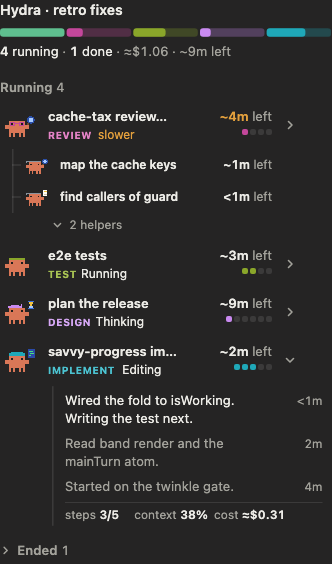 Hydra · retro fixes
4 running · 1 done · ≈$1.06 · ~9m left
Running 4
cache-tax review... ~4m left
REVIEW slower
map the cache keys ~1m left
find callers of guard <1m left
2 helpers
e2e tests ~3m left
TEST Running
plan the release ~9m left
DESIGN Thinking
savvy-progress im... ~2m left
IMPLEMENT Editing
Wired the fold to isWorking. <1m
Writing the test next.
Read band render and the 2m
mainTurn atom.
Started on the twinkle gate. 4m
steps 3/5 context 38% cost ≈$0.31
Ended 1